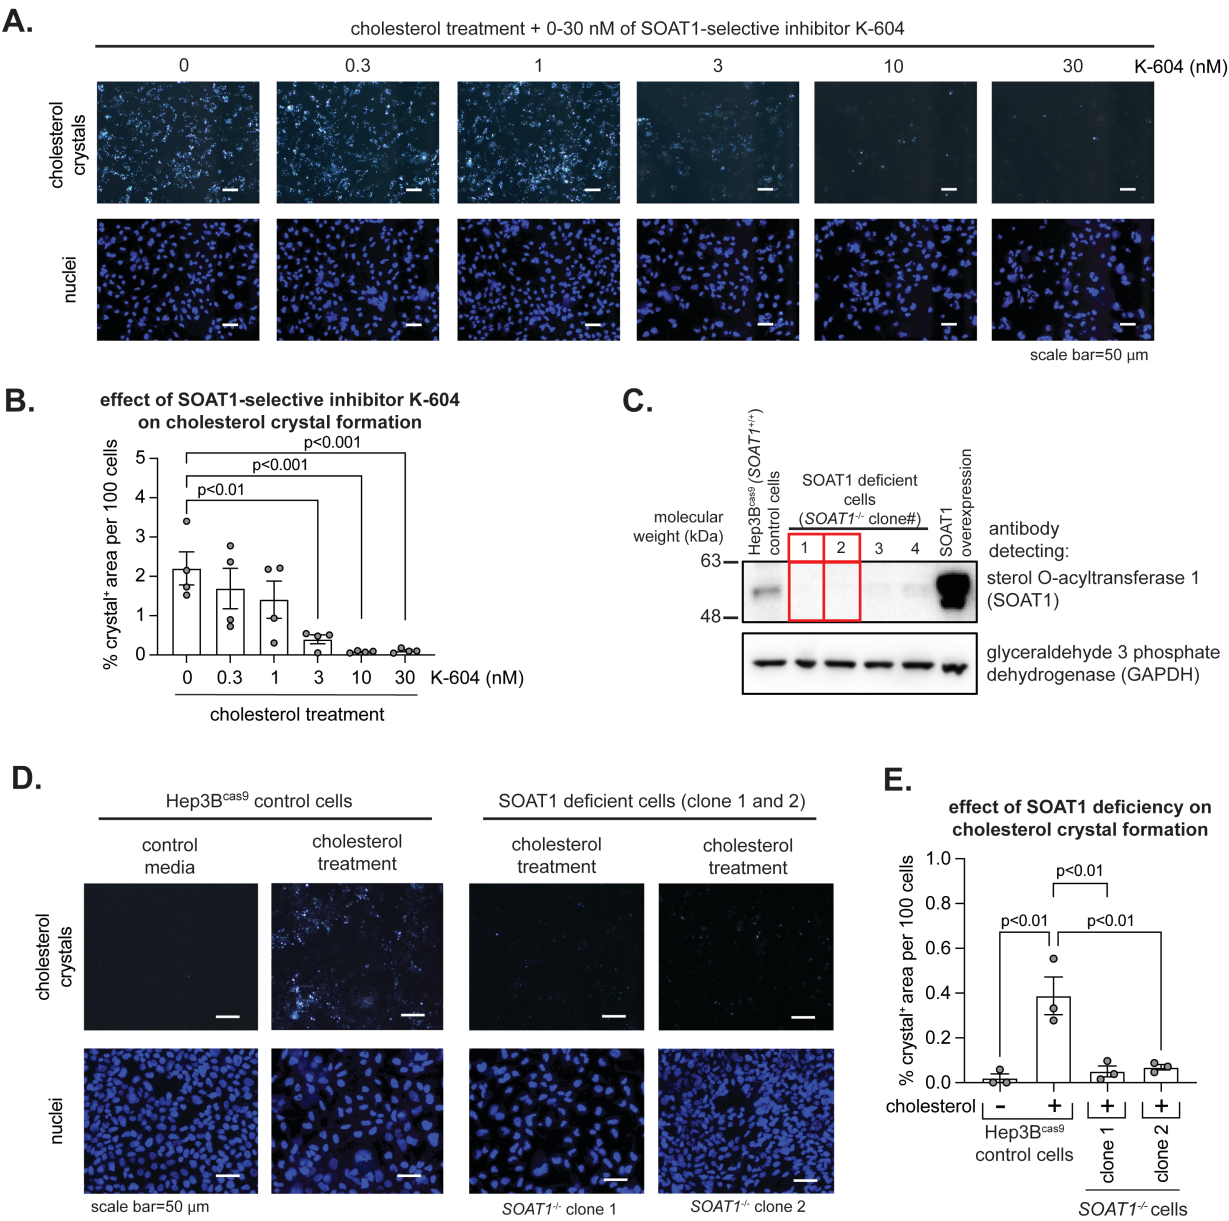 A.
cholesterol treatment + 0-30 nM of SOAT1-selective inhibitor K-604
0 0.3 1 3 10 30 K-604 (nM)
cholesterol
crystals
nuclei
scale bar=50 µm
B.
effect of SOAT1-selective inhibitor K-604
on cholesterol crystal formation
p<0.001
p<0.001
p<0.01
% crystal⁺ area per 100 cells
5
4
3
2
1
0
0 0.3 1 3 10 30 K-604 (nM)
cholesterol treatment
C.
molecular
weight (kDa)
Hep3Bᶜᵃˢ⁹ (SOAT1⁺/⁺)
control cells
SOAT1 deficient
cells
(SOAT1⁻/⁻ clone#)
1 2 3 4
SOAT1
overexpression
antibody
detecting:
63
48
sterol O-acyltransferase 1
(SOAT1)
glyceraldehyde 3 phosphate
dehydrogenase (GAPDH)
D.
Hep3Bᶜᵃˢ⁹ control cells
SOAT1 deficient cells (clone 1 and 2)
control
media
cholesterol
treatment
cholesterol
treatment
cholesterol
treatment
cholesterol
crystals
nuclei
scale bar=50 µm
SOAT1⁻/⁻ clone 1
SOAT1⁻/⁻ clone 2
E.
effect of SOAT1 deficiency on
cholesterol crystal formation
% crystal⁺ area per 100 cells
1.0
0.8
0.6
0.4
0.2
0.0
p<0.01
p<0.01
p<0.01
cholesterol - + + +
Hep3Bᶜᵃˢ⁹
control cells
clone 1
clone 2
SOAT1⁻/⁻ cells